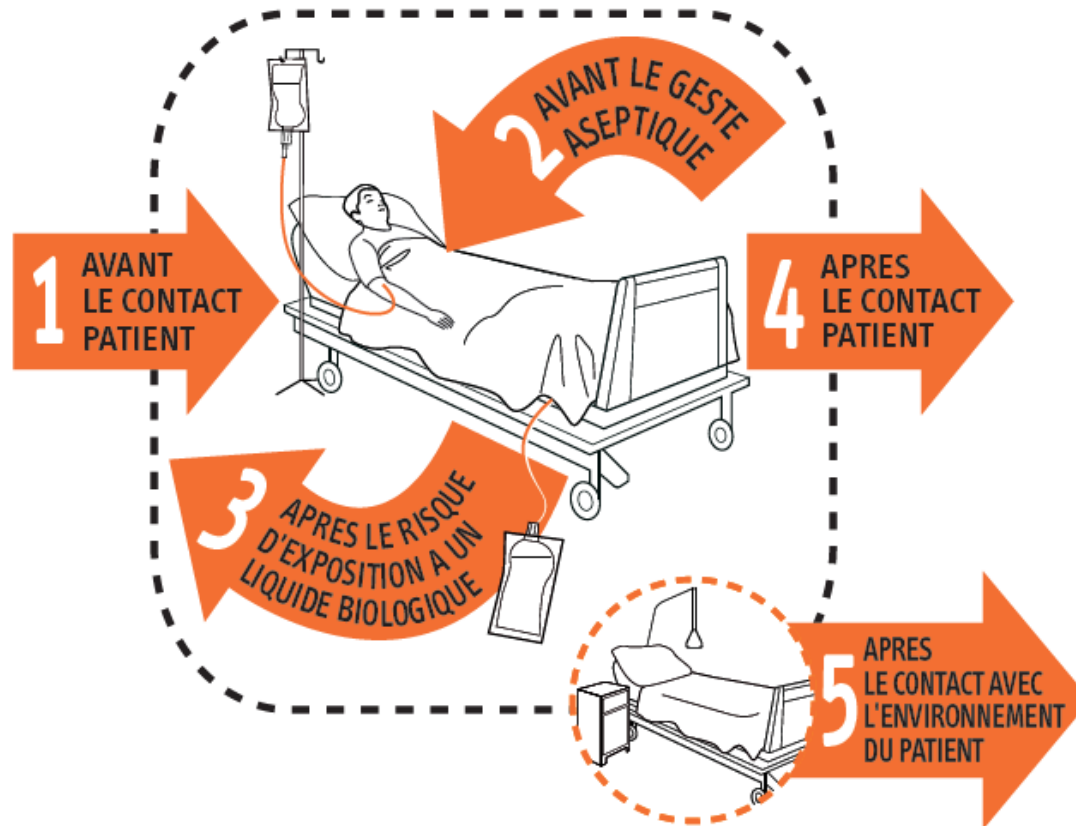 1
AVANT
LE CONTACT
PATIENT
2
AVANT LE GESTE
ASEPTIQUE
3
APRES LE RISQUE
D'EXPOSITION A UN
LIQUIDE BIOLOGIQUE
4
APRES
LE CONTACT
PATIENT
5
APRES
LE CONTACT AVEC
L'ENVIRONNEMENT
DU PATIENT